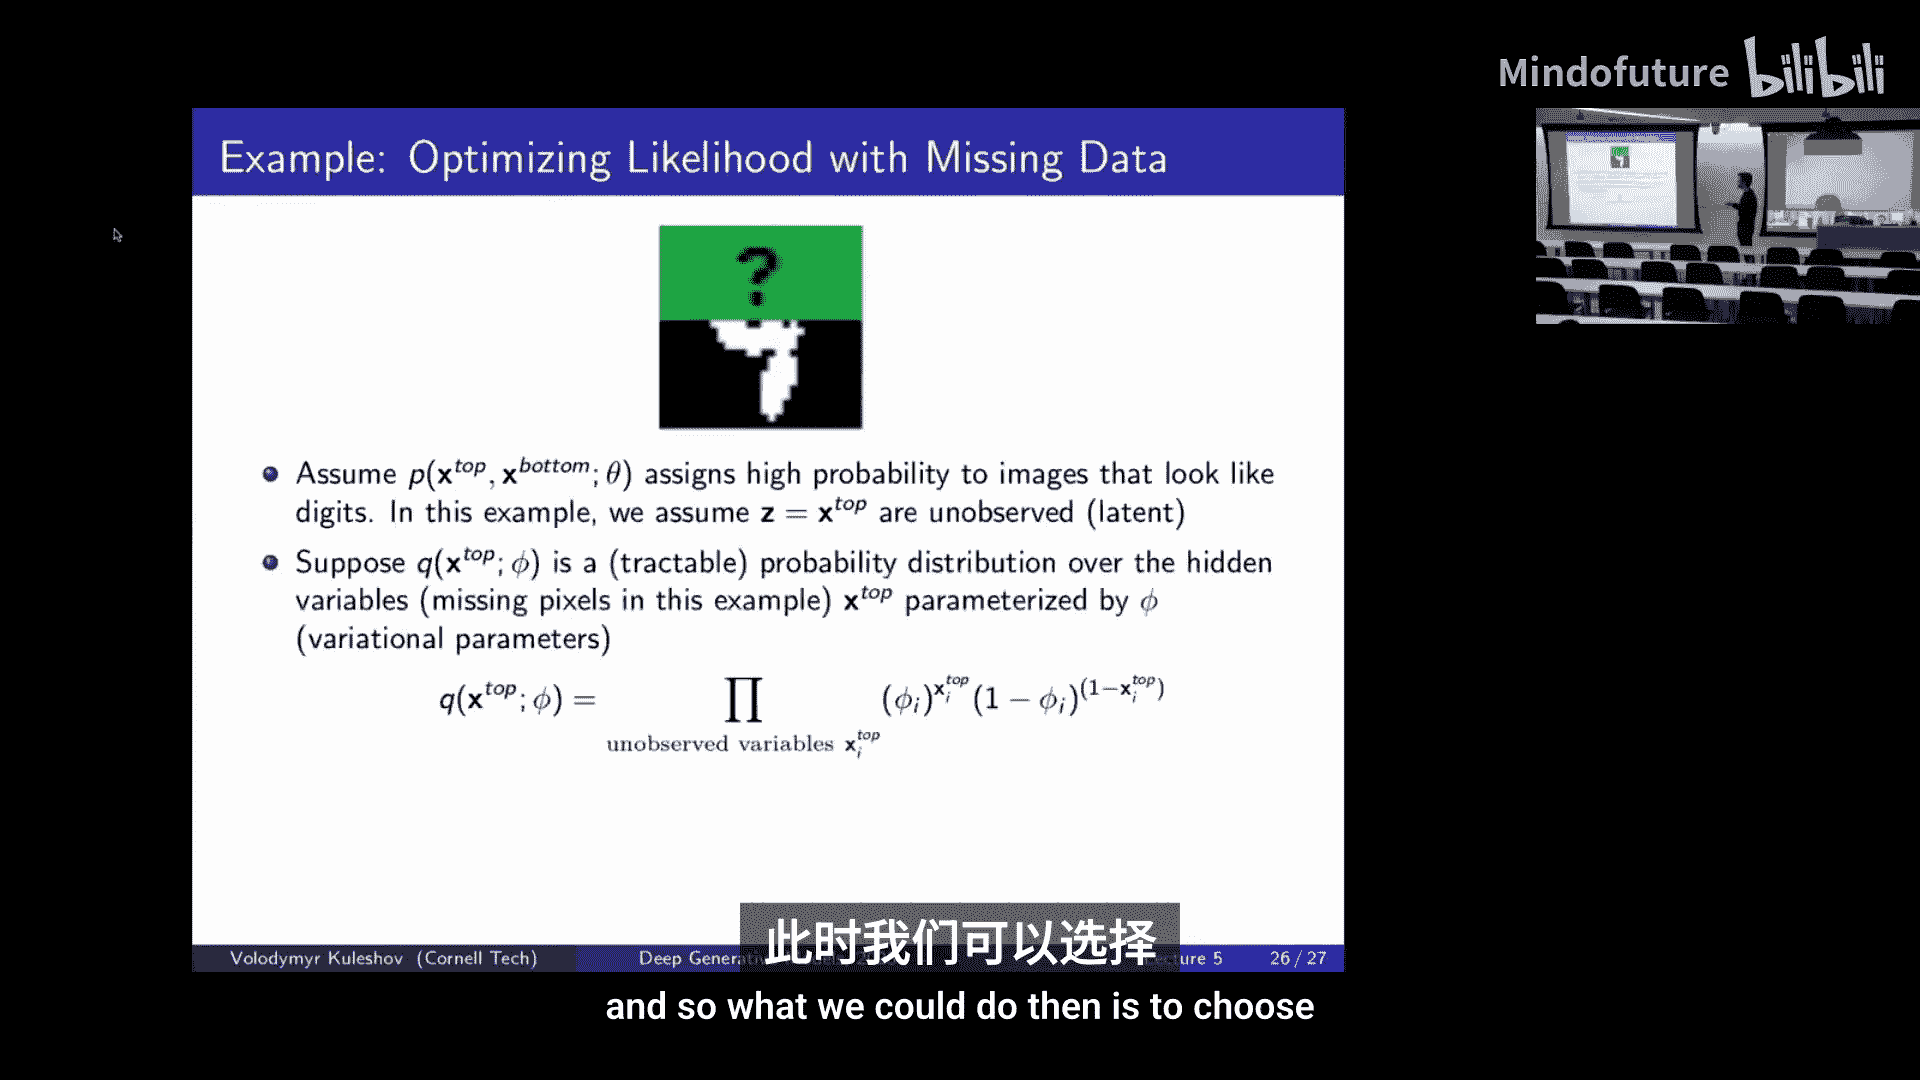 Mindofuture bilibili
Example: Optimizing Likelihood with Missing Data
?
Assume p(x^top, x^bottom; θ) assigns high probability to images that look like
digits. In this example, we assume z = x^top are unobserved (latent)
Suppose q(x^top; ϕ) is a (tractable) probability distribution over the hidden
variables (missing pixels in this example) x^top parameterized by ϕ
(variational parameters)
q(x^top; ϕ) = ∏ (ϕ_i)^{x_i^top} (1 − ϕ_i)^{(1−x_i^top)}
unobserved variables x_i^top
Volodymyr Kuleshov (Cornell Tech) Deep 5 26 / 27
此时我们可以选择
and so what we could do then is to choose